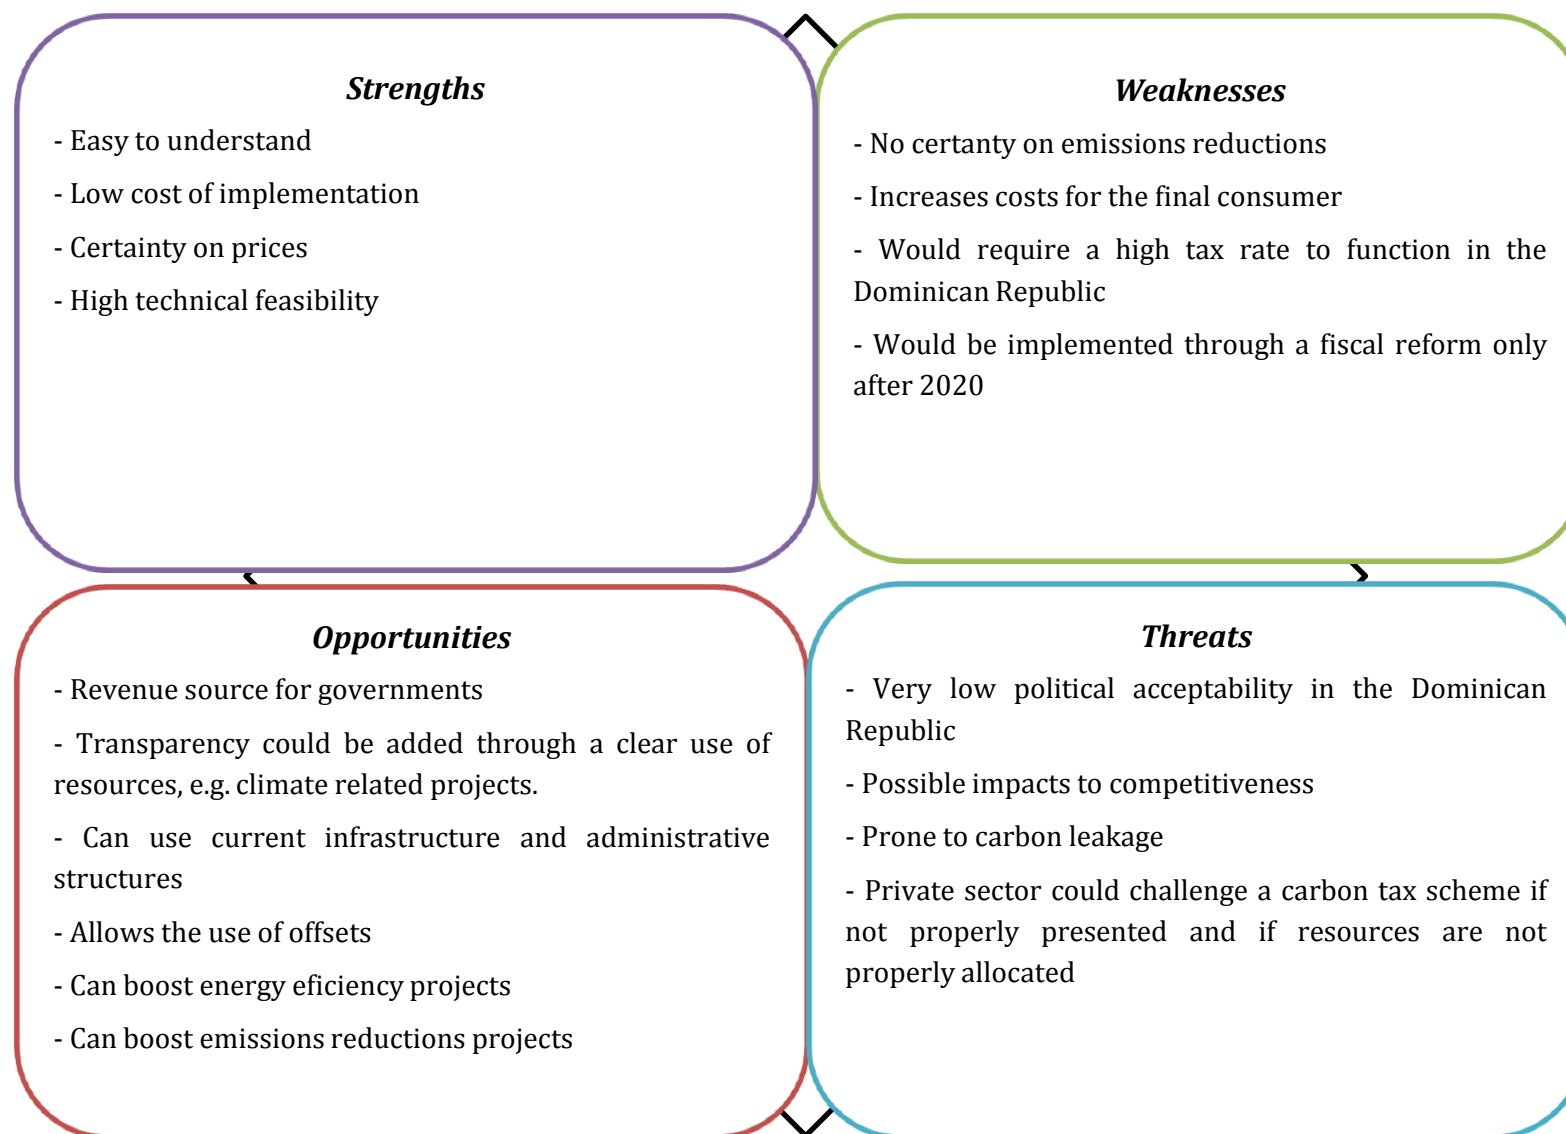 Strengths
- Easy to understand
- Low cost of implementation
- Certainty on prices
- High technical feasibility
Weaknesses
- No certanty on emissions reductions
- Increases costs for the final consumer
- Would require a high tax rate to function in the
Dominican Republic
- Would be implemented through a fiscal reform only
after 2020
Opportunities
- Revenue source for governments
- Transparency could be added through a clear use of
resources, e.g. climate related projects.
- Can use current infrastructure and administrative
structures
- Allows the use of offsets
- Can boost energy eficiency projects
- Can boost emissions reductions projects
Threats
- Very low political acceptability in the Dominican
Republic
- Possible impacts to competitiveness
- Prone to carbon leakage
- Private sector could challenge a carbon tax scheme if
not properly presented and if resources are not
properly allocated